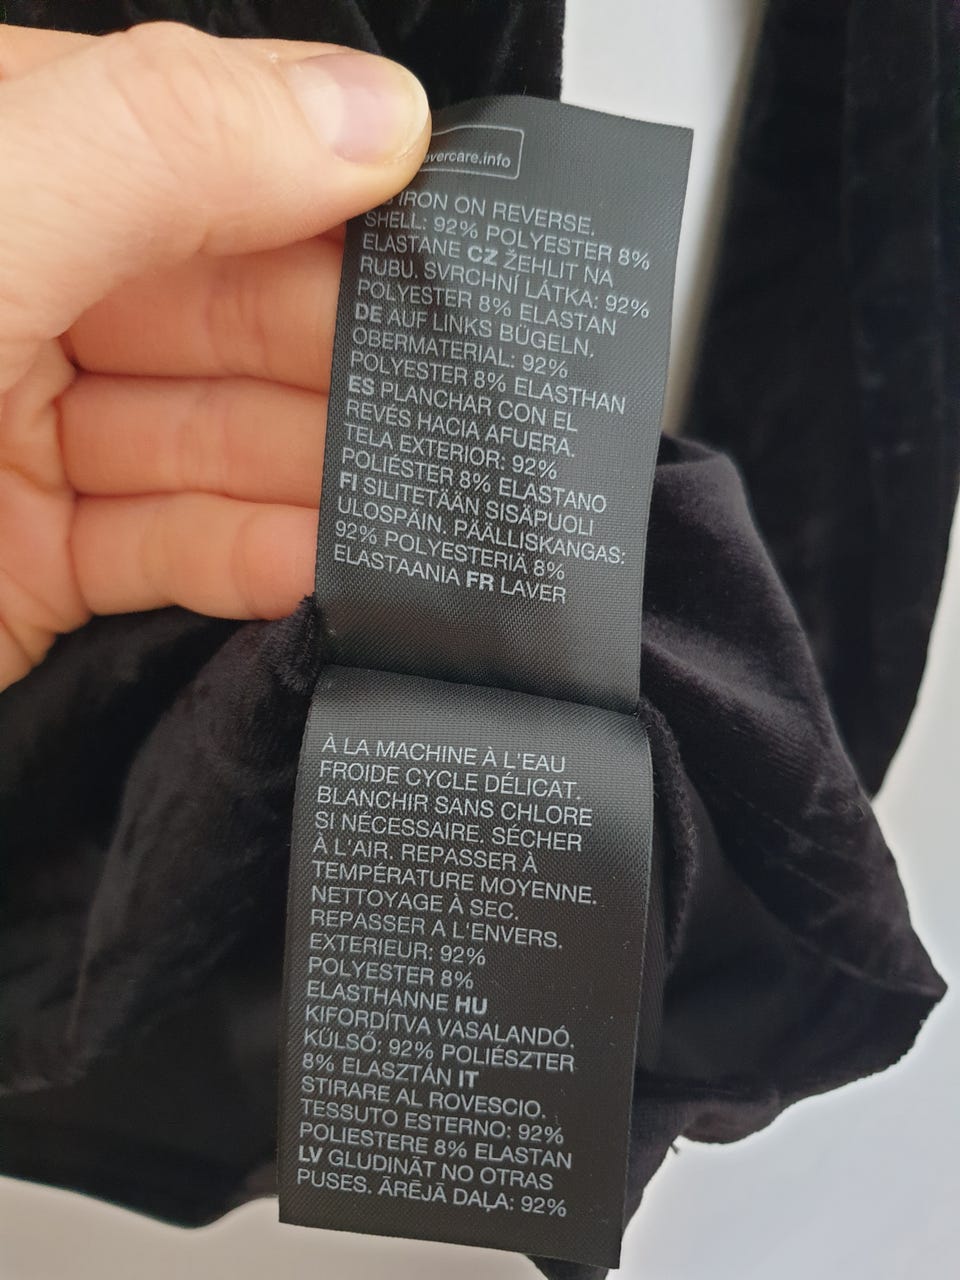 evercare.info
IRON ON REVERSE.
SHELL: 92% POLYESTER 8%
ELASTANE CZ ŽEHLIT NA
RUBU. SVRCHNÍ LÁTKA: 92%
POLYESTER 8% ELASTAN
DE AUF LINKS BÜGELN.
OBERMATERIAL: 92%
POLYESTER 8% ELASTHAN
ES PLANCHAR CON EL
REVÉS HACIA AFUERA.
TELA EXTERIOR: 92%
POLIÉSTER 8% ELASTANO
FI SILITETÄÄN SISÄPUOLI
ULOSPÄIN. PÄÄLLISKANGAS:
92% POLYESTERIÄ 8%
ELASTAANIA FR LAVER
À LA MACHINE À L'EAU
FROIDE CYCLE DÉLICAT.
BLANCHIR SANS CHLORE
SI NÉCESSAIRE. SÉCHER
À L'AIR. REPASSER À
TEMPÉRATURE MOYENNE.
NETTOYAGE À SEC.
REPASSER A L'ENVERS.
EXTERIEUR: 92%
POLYESTER 8%
ELASTHANNE HU
KIFORDÍTVA VASALANDÓ.
KÜLSŐ: 92% POLIÉSZTER
8% ELASZTÁN IT
STIRARE AL ROVESCIO.
TESSUTO ESTERNO: 92%
POLIESTERE 8% ELASTAN
LV GLUDINĀT NO OTRAS
PUSES. ĀRĒJĀ DAĻA: 92%